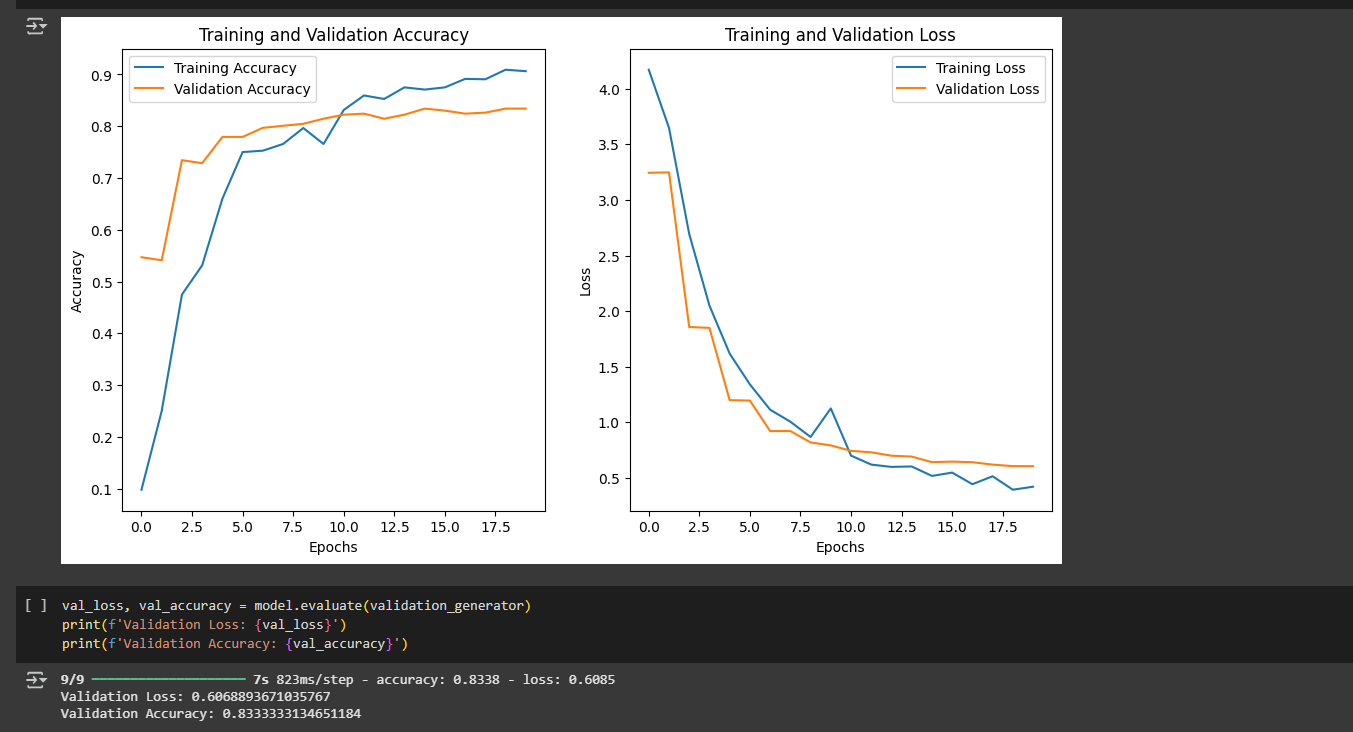 Training and Validation Accuracy
Training Accuracy
Validation Accuracy
0.9
0.8
0.7
0.6
0.5
0.4
0.3
0.2
0.1
Accuracy
0.0 2.5 5.0 7.5 10.0 12.5 15.0 17.5
Epochs
Training and Validation Loss
Training Loss
Validation Loss
4.0
3.5
3.0
2.5
2.0
1.5
1.0
0.5
Loss
0.0 2.5 5.0 7.5 10.0 12.5 15.0 17.5
Epochs
[ ] val_loss, val_accuracy = model.evaluate(validation_generator)
print(f'Validation Loss: {val_loss}')
print(f'Validation Accuracy: {val_accuracy}')
9/9 ━━━━━━━━━━━━━━━━━━━━ 7s 823ms/step - accuracy: 0.8338 - loss: 0.6085
Validation Loss: 0.6068893671035767
Validation Accuracy: 0.8333333134651184